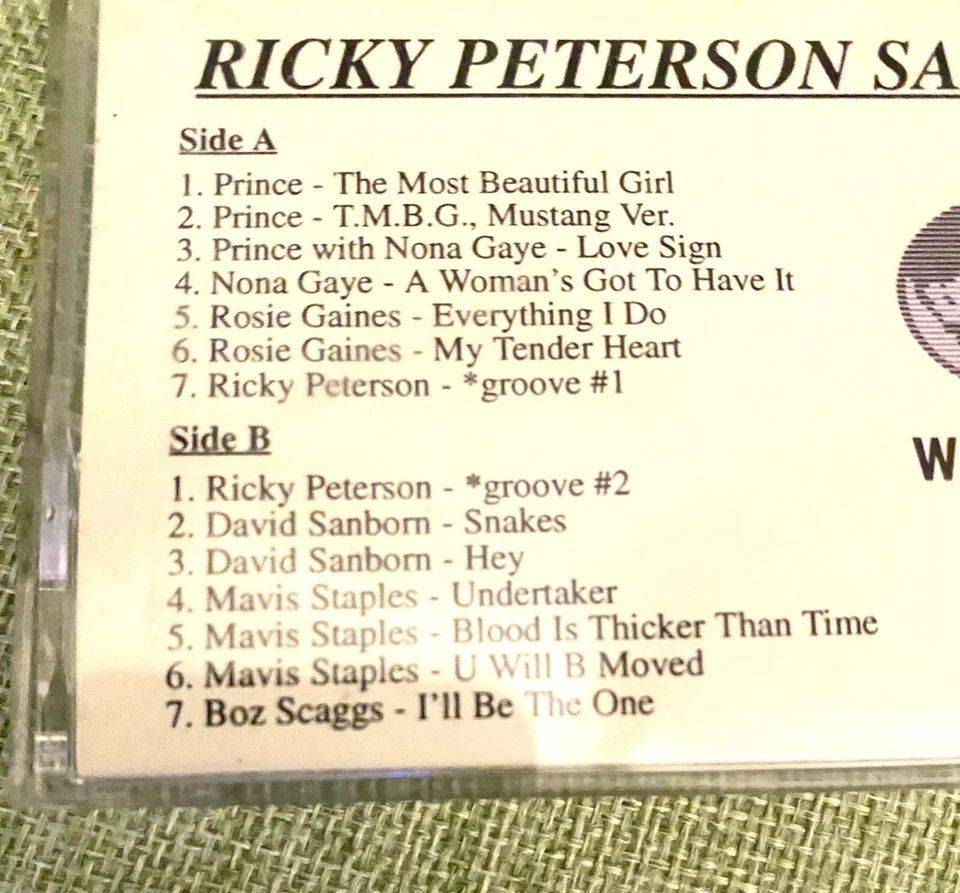 RICKY PETERSON SA
Side A
1. Prince - The Most Beautiful Girl
2. Prince - T.M.B.G., Mustang Ver.
3. Prince with Nona Gaye - Love Sign
4. Nona Gaye - A Woman's Got To Have It
5. Rosie Gaines - Everything I Do
6. Rosie Gaines - My Tender Heart
7. Ricky Peterson - *groove #1
W
Side B
1. Ricky Peterson - *groove #2
2. David Sanborn - Snakes
3. David Sanborn - Hey
4. Mavis Staples - Undertaker
5. Mavis Staples - Blood Is Thicker Than Time
6. Mavis Staples - U Will B Moved
7. Boz Scaggs - I'll Be The One